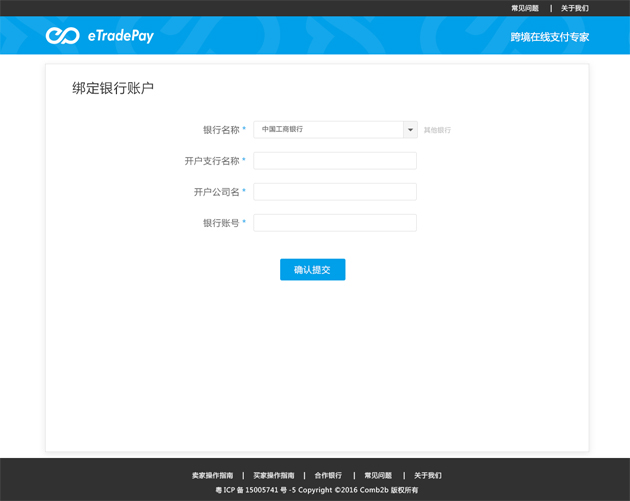 常见问题 | 关于我们
eTradePay 跨境在线支付专家
绑定银行账户
银行名称 * 中国工商银行 其他银行
开户支行名称 *
开户公司名 *
银行账号 *
确认提交
卖家操作指南 | 买家操作指南 | 合作银行 | 常见问题 | 关于我们
粤 ICP 备 15005741 号 -5 Copyright ©2016 Comb2b 版权所有